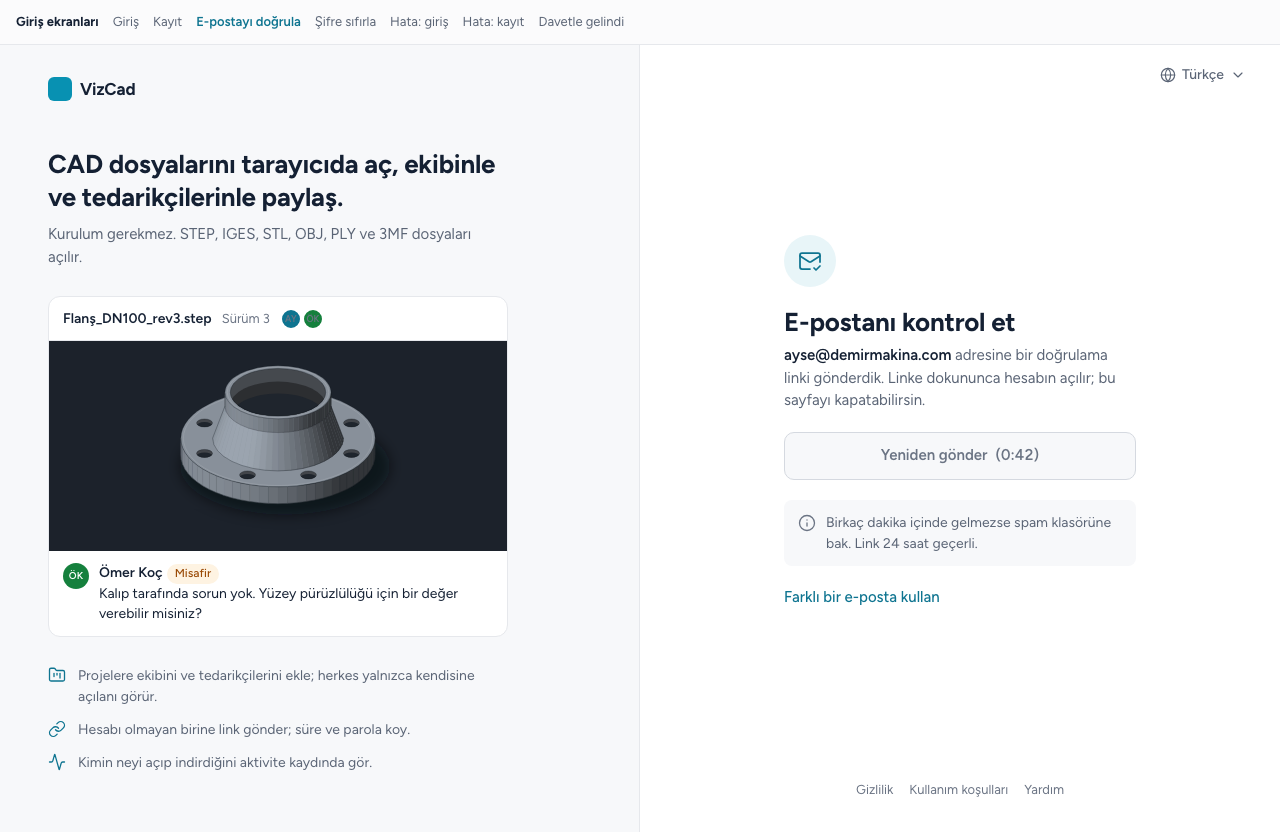 Giriş ekranları Giriş Kayıt E-postayı doğrula Şifre sıfırla Hata: giriş Hata: kayıt Davetle gelindi
VizCad
CAD dosyalarını tarayıcıda aç, ekibinle
ve tedarikçilerinle paylaş.
Kurulum gerekmez. STEP, IGES, STL, OBJ, PLY ve 3MF dosyaları
açılır.
Flanş_DN100_rev3.step Sürüm 3
ÖK Ömer Koç Misafir
Kalıp tarafında sorun yok. Yüzey pürüzlülüğü için bir değer
verebilir misiniz?
Projelere ekibini ve tedarikçilerini ekle; herkes yalnızca kendisine
açılanı görür.
Hesabı olmayan birine link gönder; süre ve parola koy.
Kimin neyi açıp indirdiğini aktivite kaydında gör.
Türkçe
E-postanı kontrol et
ayse@demirmakina.com adresine bir doğrulama
linki gönderdik. Linke dokununca hesabın açılır; bu
sayfayı kapatabilirsin.
Yeniden gönder (0:42)
Birkaç dakika içinde gelmezse spam klasörüne
bak. Link 24 saat geçerli.
Farklı bir e-posta kullan
Gizlilik Kullanım koşulları Yardım